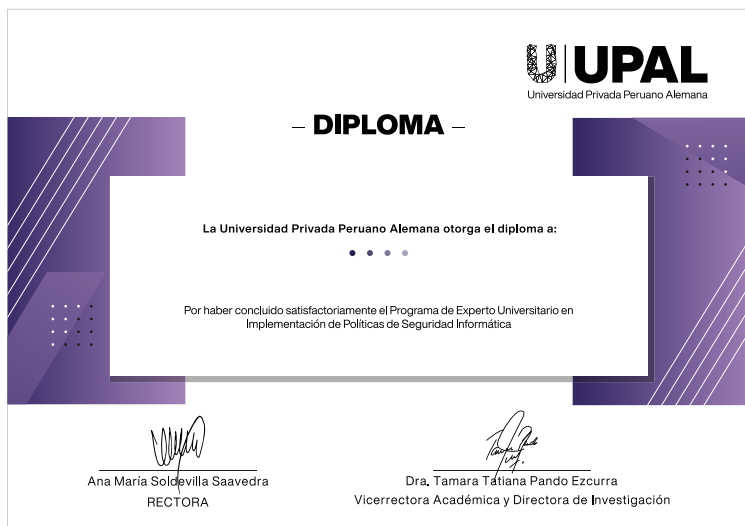 UPAL
Universidad Privada Peruano Alemana
– DIPLOMA –
La Universidad Privada Peruano Alemana otorga el diploma a:
Por haber concluido satisfactoriamente el Programa de Experto Universitario en
Implementación de Políticas de Seguridad Informática
Ana María Soldevilla Saavedra
RECTORA
Dra. Tamara Tatiana Pando Ezcurra
Vicerrectora Académica y Directora de Investigación